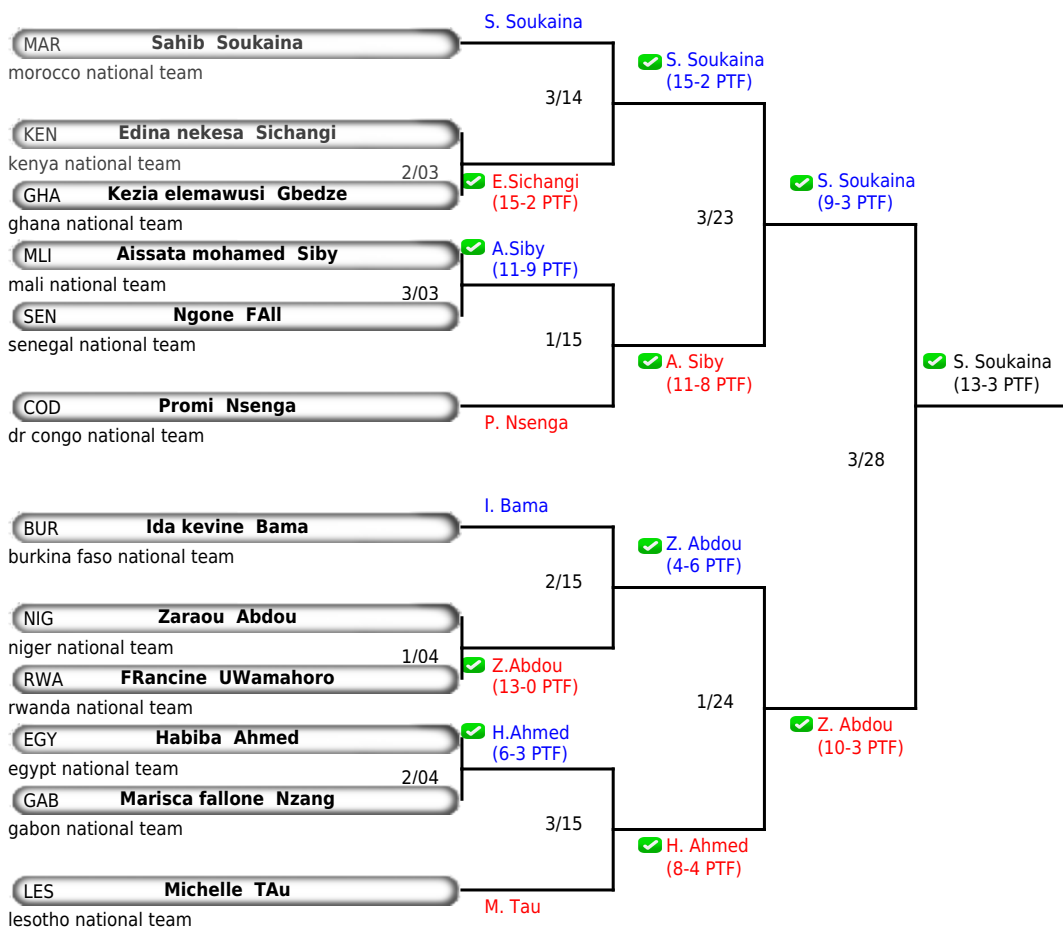 S. Soukaina
MAR Sahib Soukaina
morocco national team
S. Soukaina
(15-2 PTF)
3/14
KEN Edina nekesa Sichangi
kenya national team
2/03
E.Sichangi
(15-2 PTF)
GHA Kezia elemawusi Gbedze
ghana national team
S. Soukaina
(9-3 PTF)
3/23
MLI Aissata mohamed Siby
mali national team
A.Siby
(11-9 PTF)
3/03
SEN Ngone FAll
senegal national team
1/15
A. Siby
(11-8 PTF)
S. Soukaina
(13-3 PTF)
COD Promi Nsenga
dr congo national team
P. Nsenga
3/28
I. Bama
BUR Ida kevine Bama
burkina faso national team
Z. Abdou
(4-6 PTF)
2/15
NIG Zaraou Abdou
niger national team
1/04
Z.Abdou
(13-0 PTF)
RWA FRancine UWamahoro
rwanda national team
1/24
Z. Abdou
(10-3 PTF)
EGY Habiba Ahmed
egypt national team
H.Ahmed
(6-3 PTF)
2/04
GAB Marisca fallone Nzang
gabon national team
3/15
H. Ahmed
(8-4 PTF)
LES Michelle TAu
lesotho national team
M. Tau